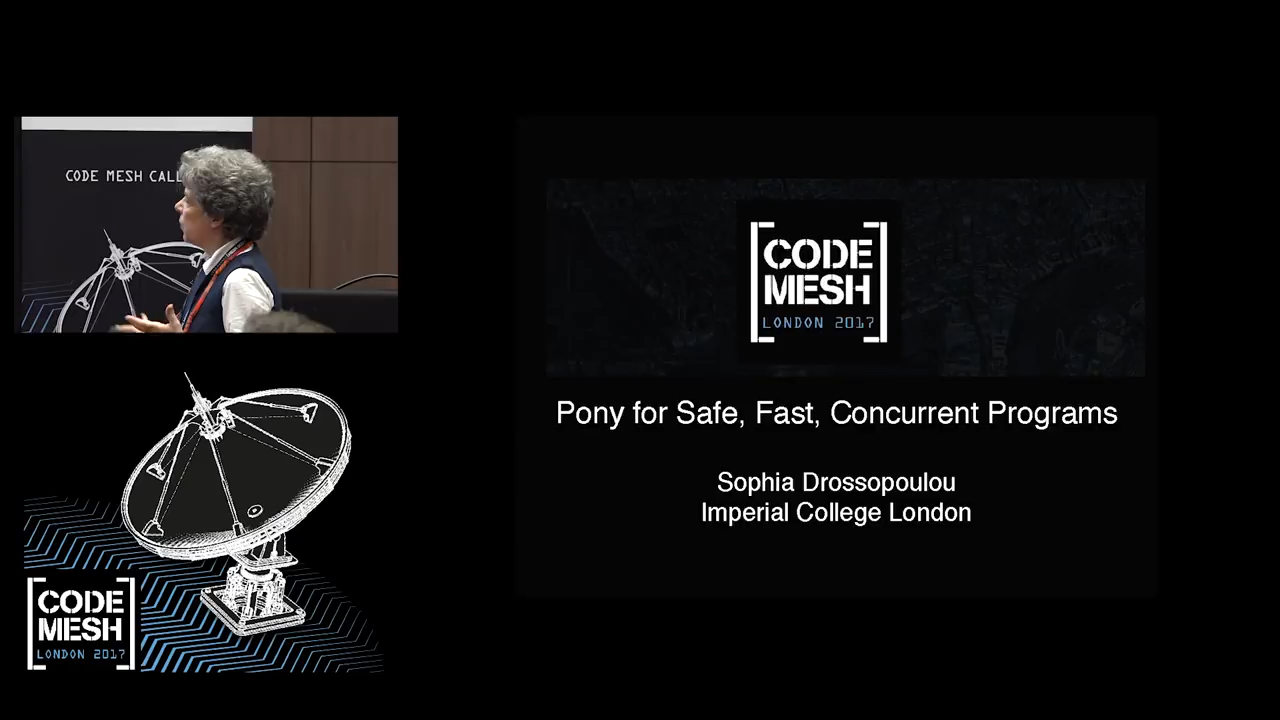 CODE MESH CALL
CODE
MESH
LONDON 2017
Pony for Safe, Fast, Concurrent Programs
Sophia Drossopoulou
Imperial College London
CODE
MESH
LONDON 2017